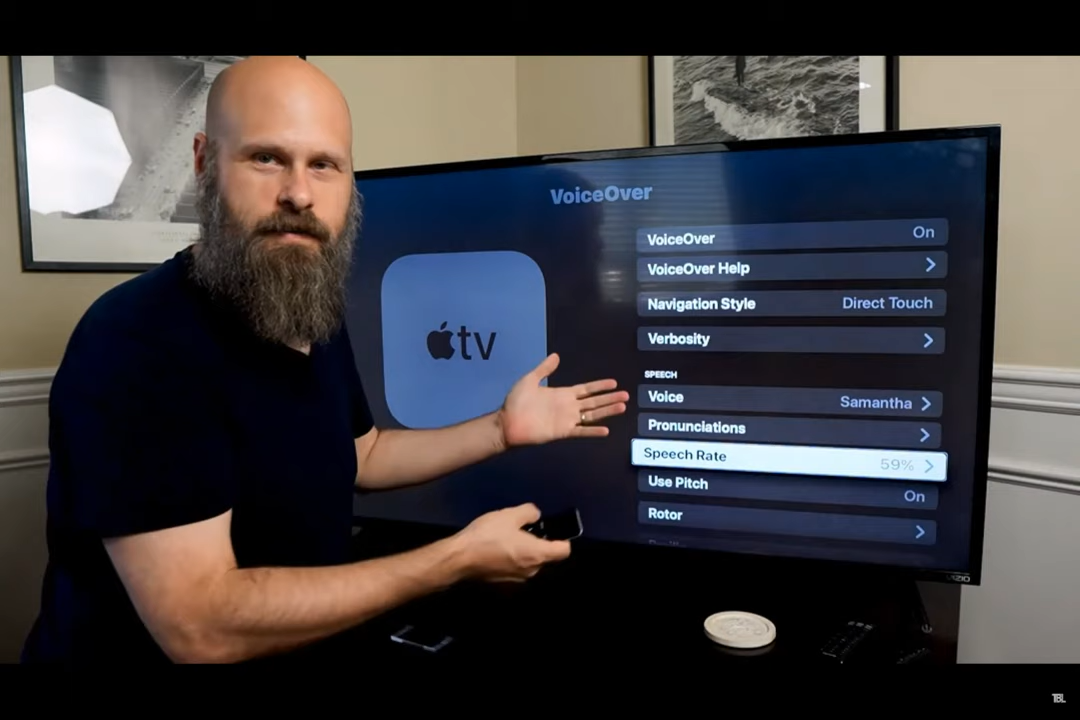 VoiceOver
tv
VoiceOver On
VoiceOver Help
Navigation Style Direct Touch
Verbosity
SPEECH
Voice Samantha
Pronunciations
Speech Rate 59%
Use Pitch On
Rotor
VIZIO
TBL